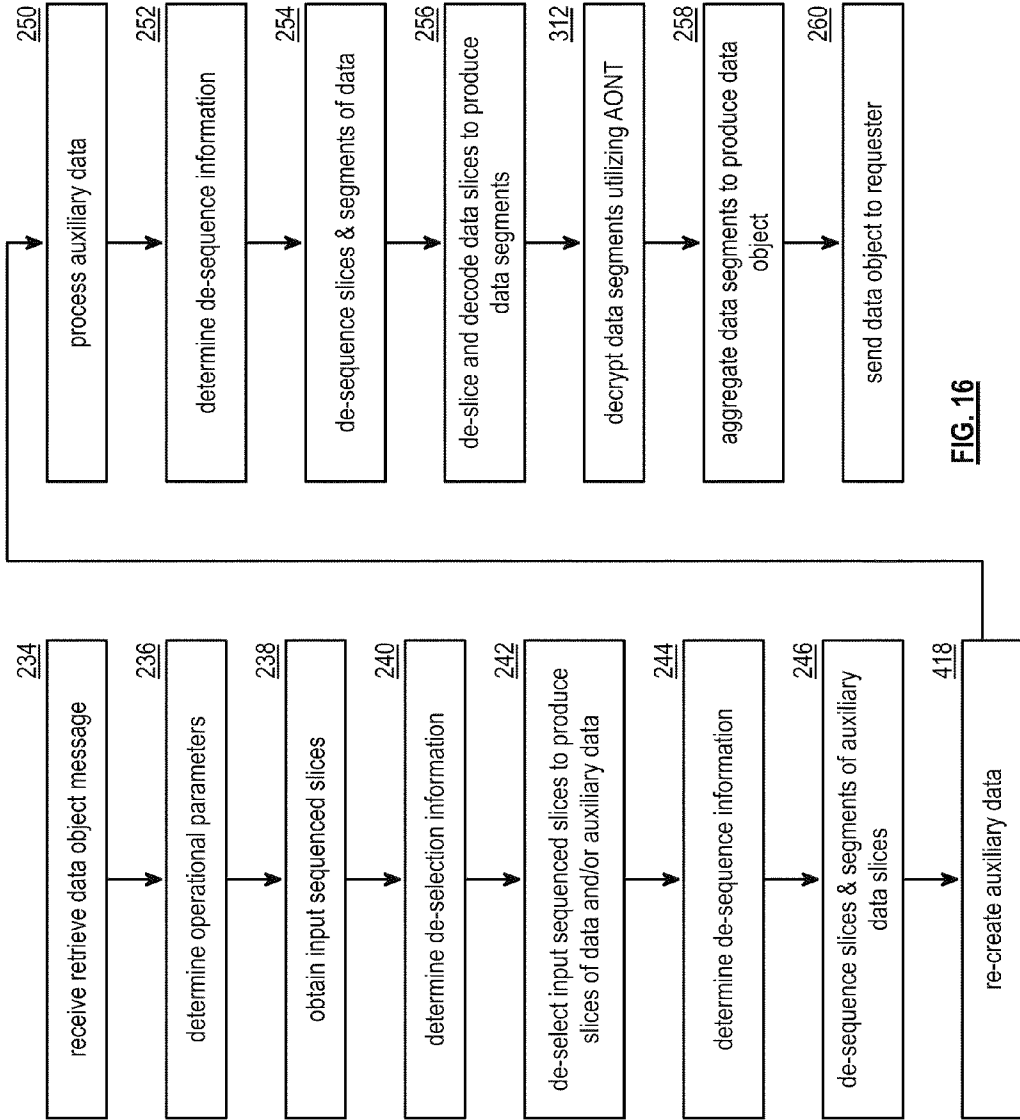 234
receive retrieve data object message
236
determine operational parameters
238
obtain input sequenced slices
240
determine de-selection information
242
de-select input sequenced slices to produce
slices of data and/or auxiliary data
244
determine de-sequence information
246
de-sequence slices & segments of auxiliary
data slices
418
re-create auxiliary data
250
process auxiliary data
252
determine de-sequence information
254
de-sequence slices & segments of data
256
de-slice and decode data slices to produce
data segments
312
decrypt data segments utilizing AONT
258
aggregate data segments to produce data
object
260
send data object to requester
FIG. 16